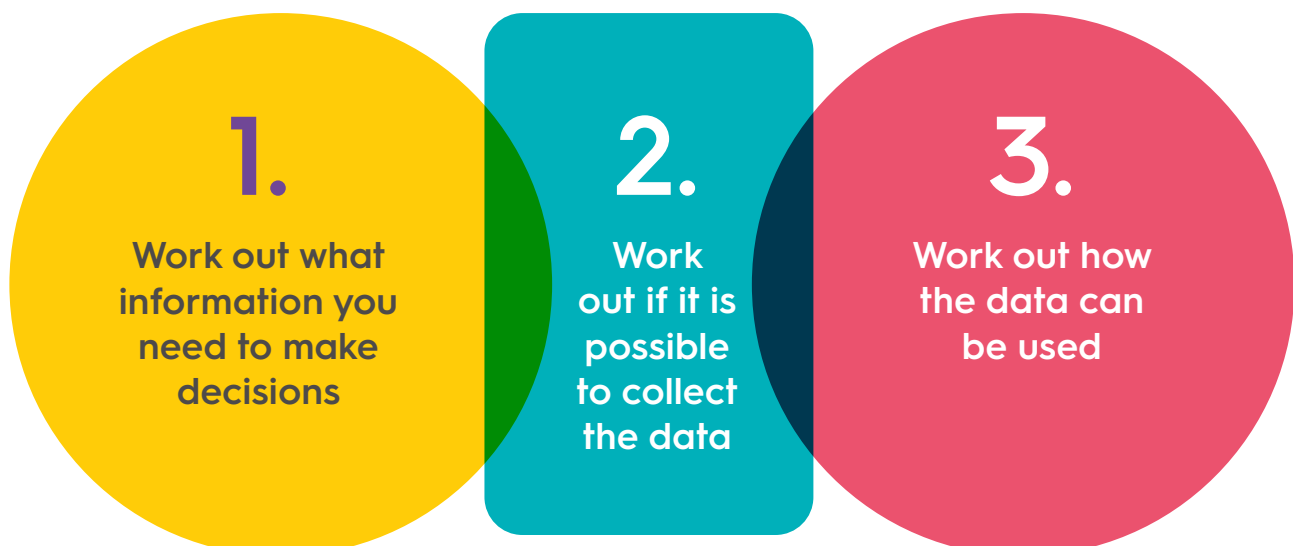 1.
Work out what
information you
need to make
decisions
2.
Work
out if it is
possible
to collect
the data
3.
Work out how
the data can
be used